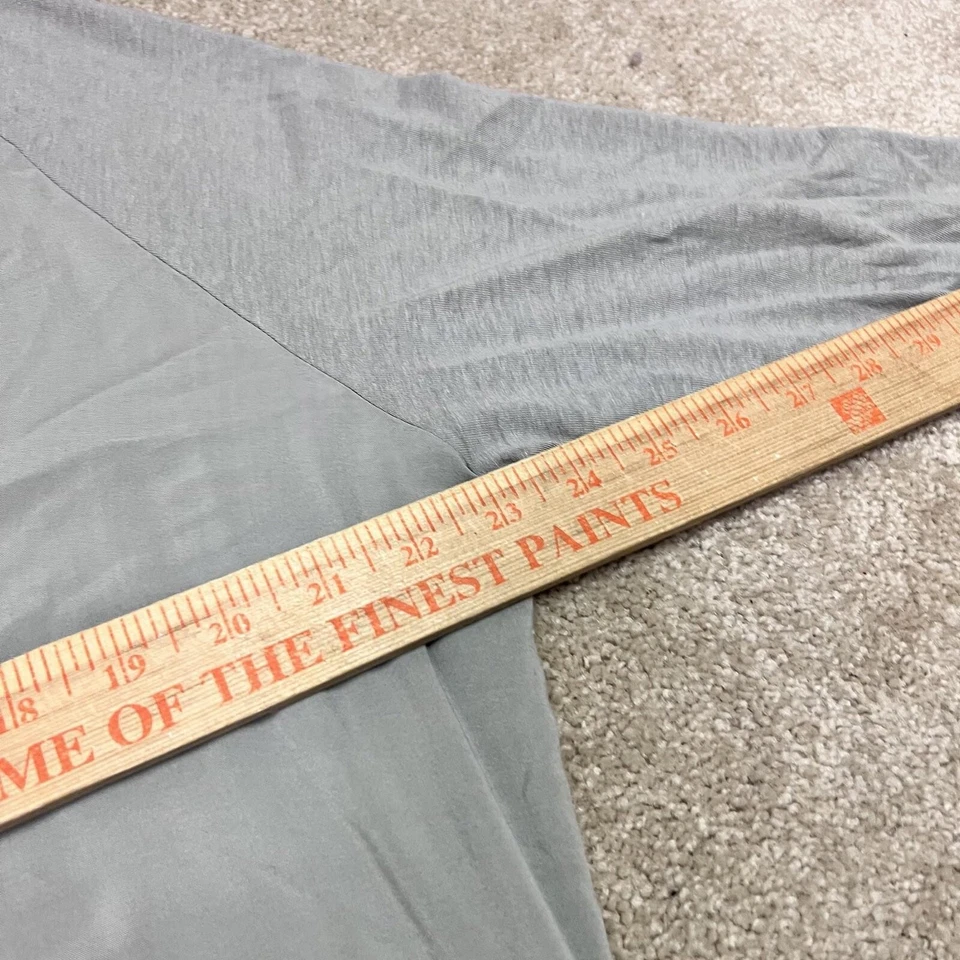 18 19 20 21 22 23 24 25 26 27 28 29
ME OF THE FINEST PAINTS